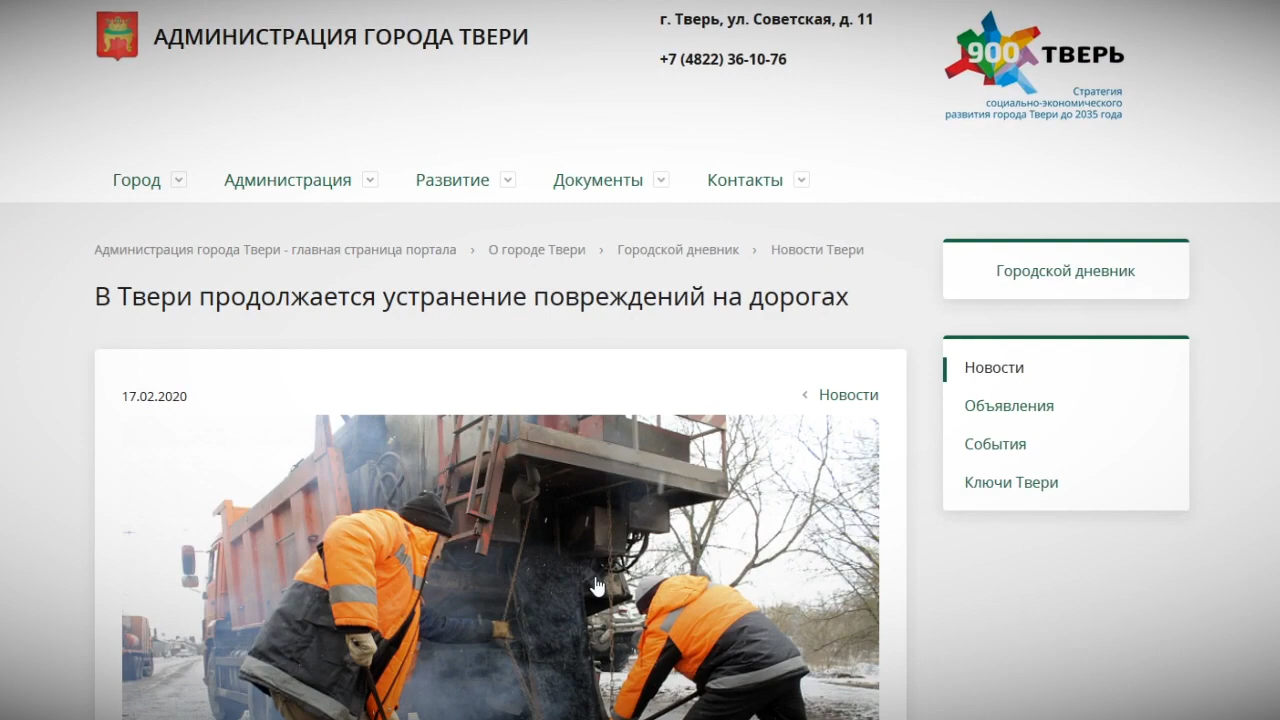 АДМИНИСТРАЦИЯ ГОРОДА ТВЕРИ
г. Тверь, ул. Советская, д. 11
+7 (4822) 36-10-76
900 ТВЕРЬ
Стратегия
социально-экономического
развития города Твери до 2035 года
Город
Администрация
Развитие
Документы
Контакты
Администрация города Твери - главная страница портала › О городе Твери › Городской дневник › Новости Твери
В Твери продолжается устранение повреждений на дорогах
17.02.2020
‹ Новости
Городской дневник
Новости
Объявления
События
Ключи Твери